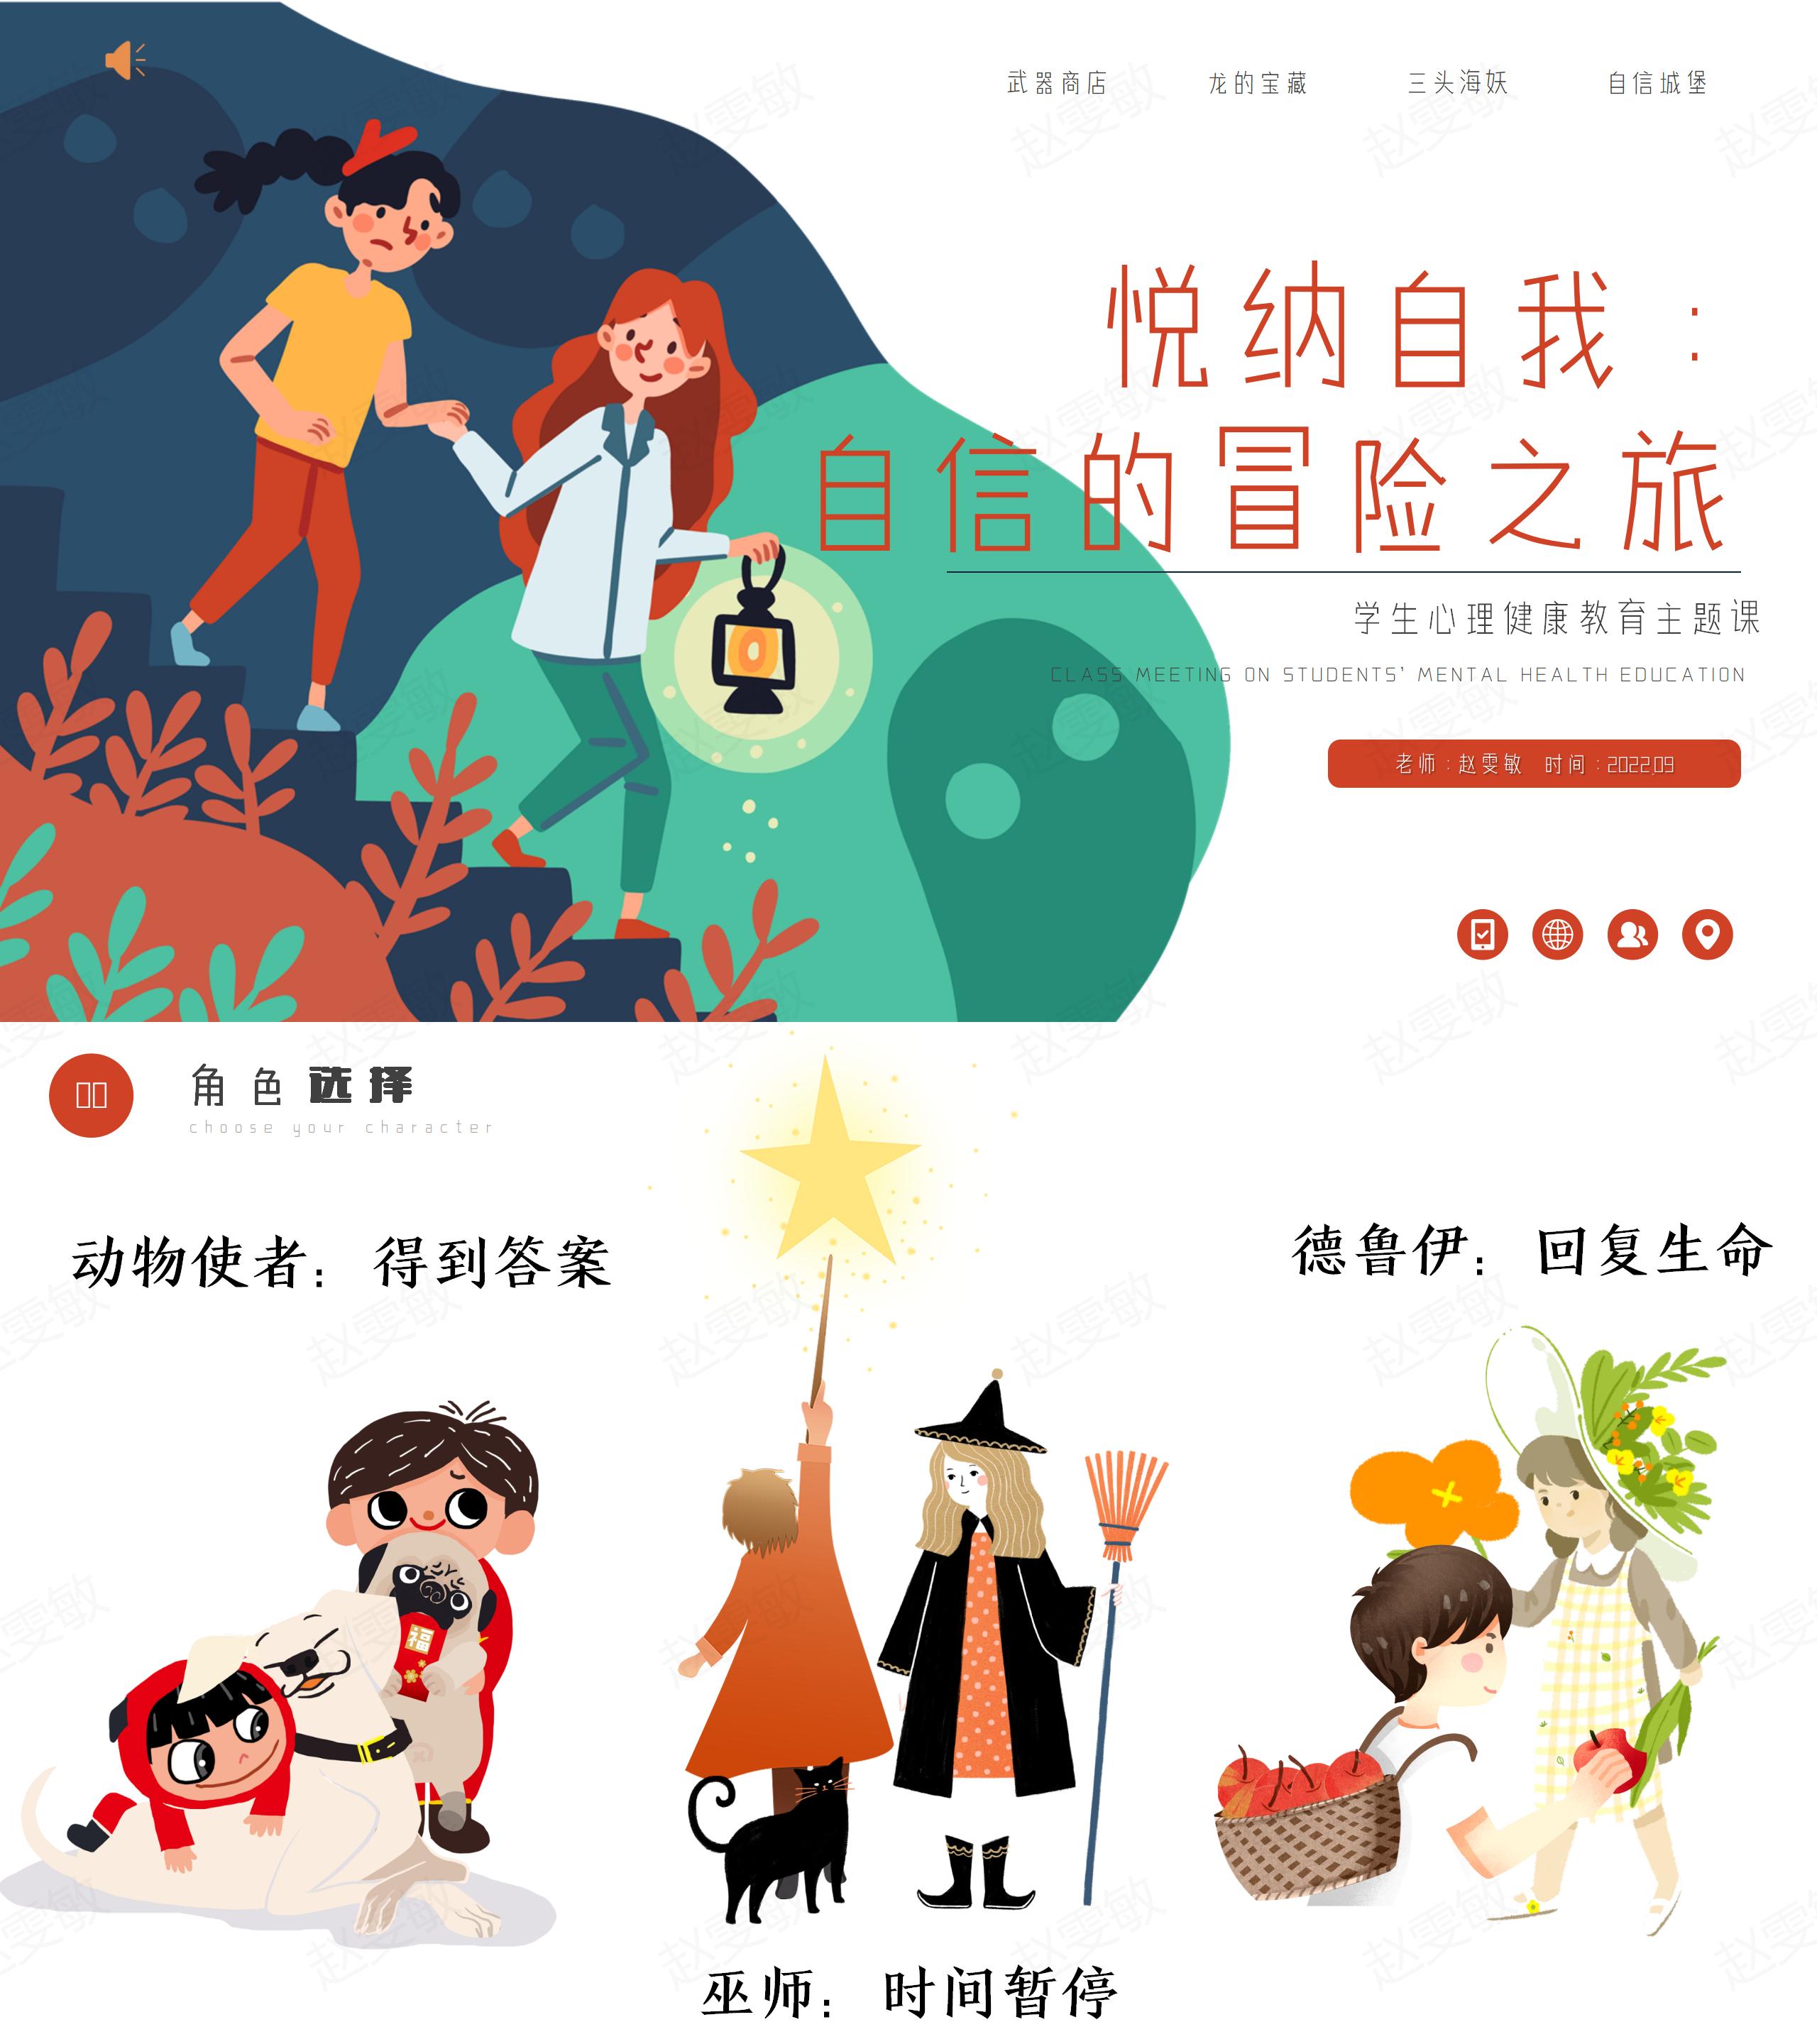 武器商店 龙的宝藏 三头海妖 自信城堡
悦纳自我：
自信的冒险之旅
学生心理健康教育主题课
CLASS MEETING ON STUDENTS' MENTAL HEALTH EDUCATION
老师：赵雯敏 时间：2022.09
角色选择
choose your character
动物使者： 得到答案
德鲁伊： 回复生命
福
巫师： 时间暂停
赵雯敏